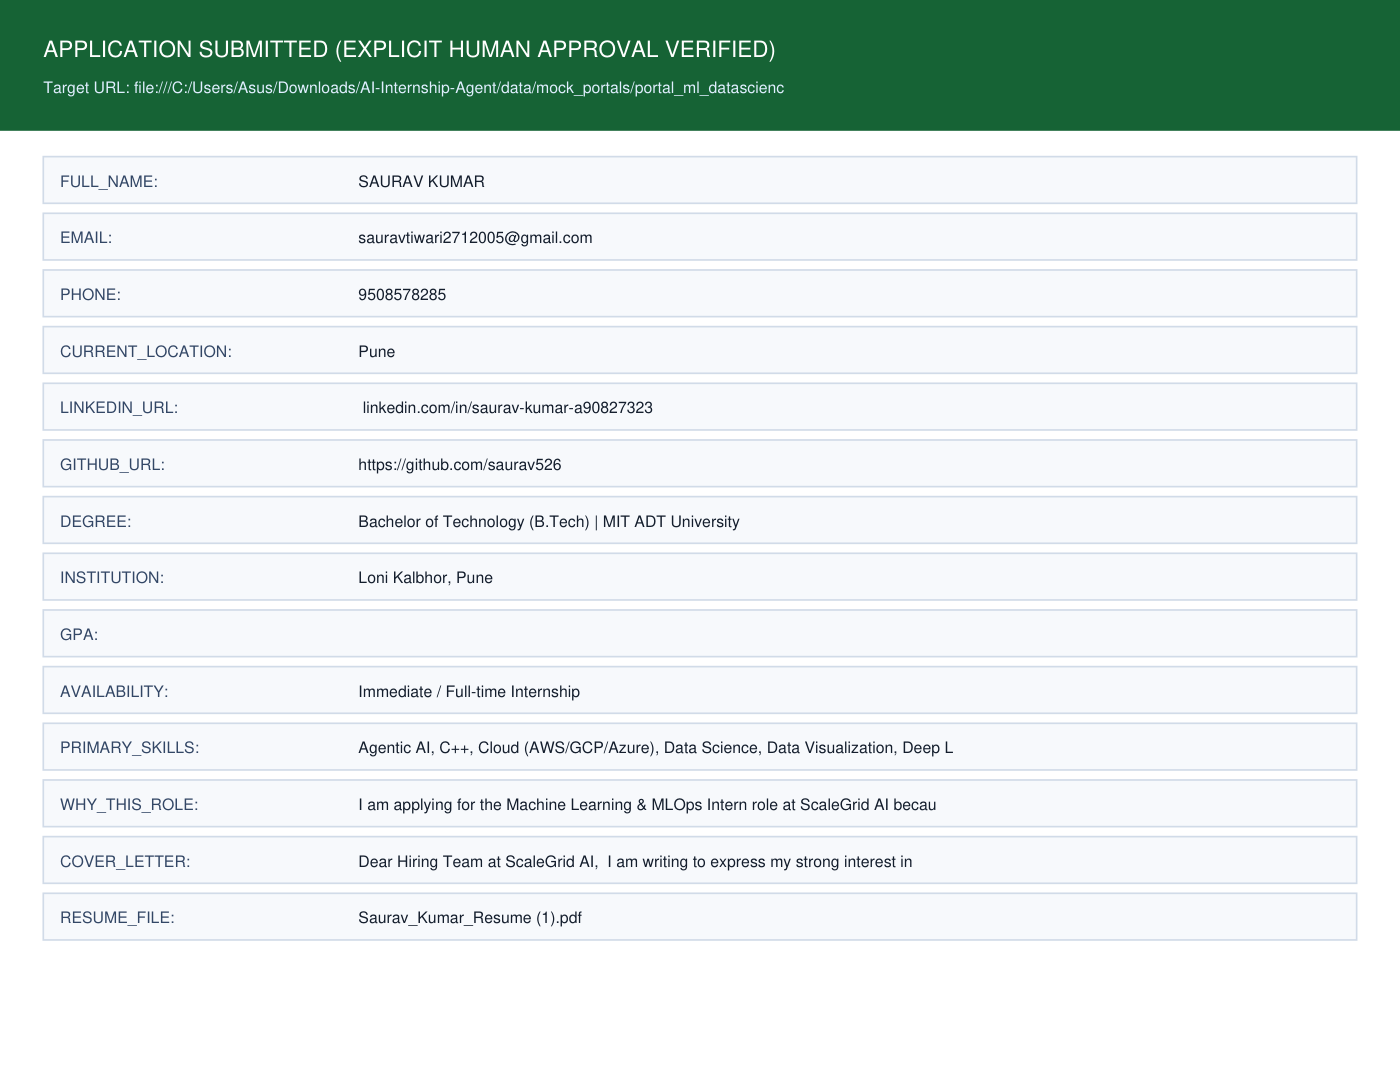 APPLICATION SUBMITTED (EXPLICIT HUMAN APPROVAL VERIFIED)
Target URL: file:///C:/Users/Asus/Downloads/AI-Internship-Agent/data/mock_portals/portal_ml_datascienc
FULL_NAME: SAURAV KUMAR
EMAIL: sauravtiwari2712005@gmail.com
PHONE: 9508578285
CURRENT_LOCATION: Pune
LINKEDIN_URL: linkedin.com/in/saurav-kumar-a90827323
GITHUB_URL: https://github.com/saurav526
DEGREE: Bachelor of Technology (B.Tech) | MIT ADT University
INSTITUTION: Loni Kalbhor, Pune
GPA:
AVAILABILITY: Immediate / Full-time Internship
PRIMARY_SKILLS: Agentic AI, C++, Cloud (AWS/GCP/Azure), Data Science, Data Visualization, Deep L
WHY_THIS_ROLE: I am applying for the Machine Learning & MLOps Intern role at ScaleGrid AI becau
COVER_LETTER: Dear Hiring Team at ScaleGrid AI,  I am writing to express my strong interest in
RESUME_FILE: Saurav_Kumar_Resume (1).pdf